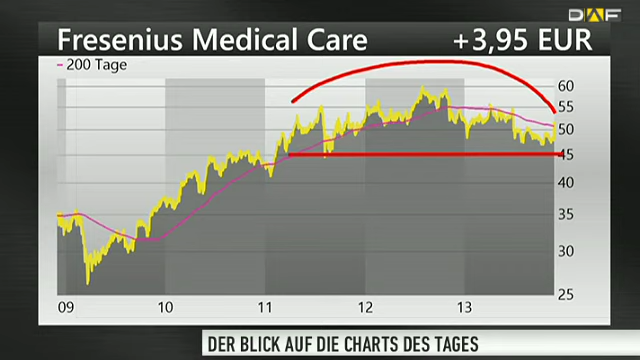 DAF
Fresenius Medical Care +3,95 EUR
- 200 Tage
60
55
50
45
40
35
30
25
09 10 11 12 13
DER BLICK AUF DIE CHARTS DES TAGES